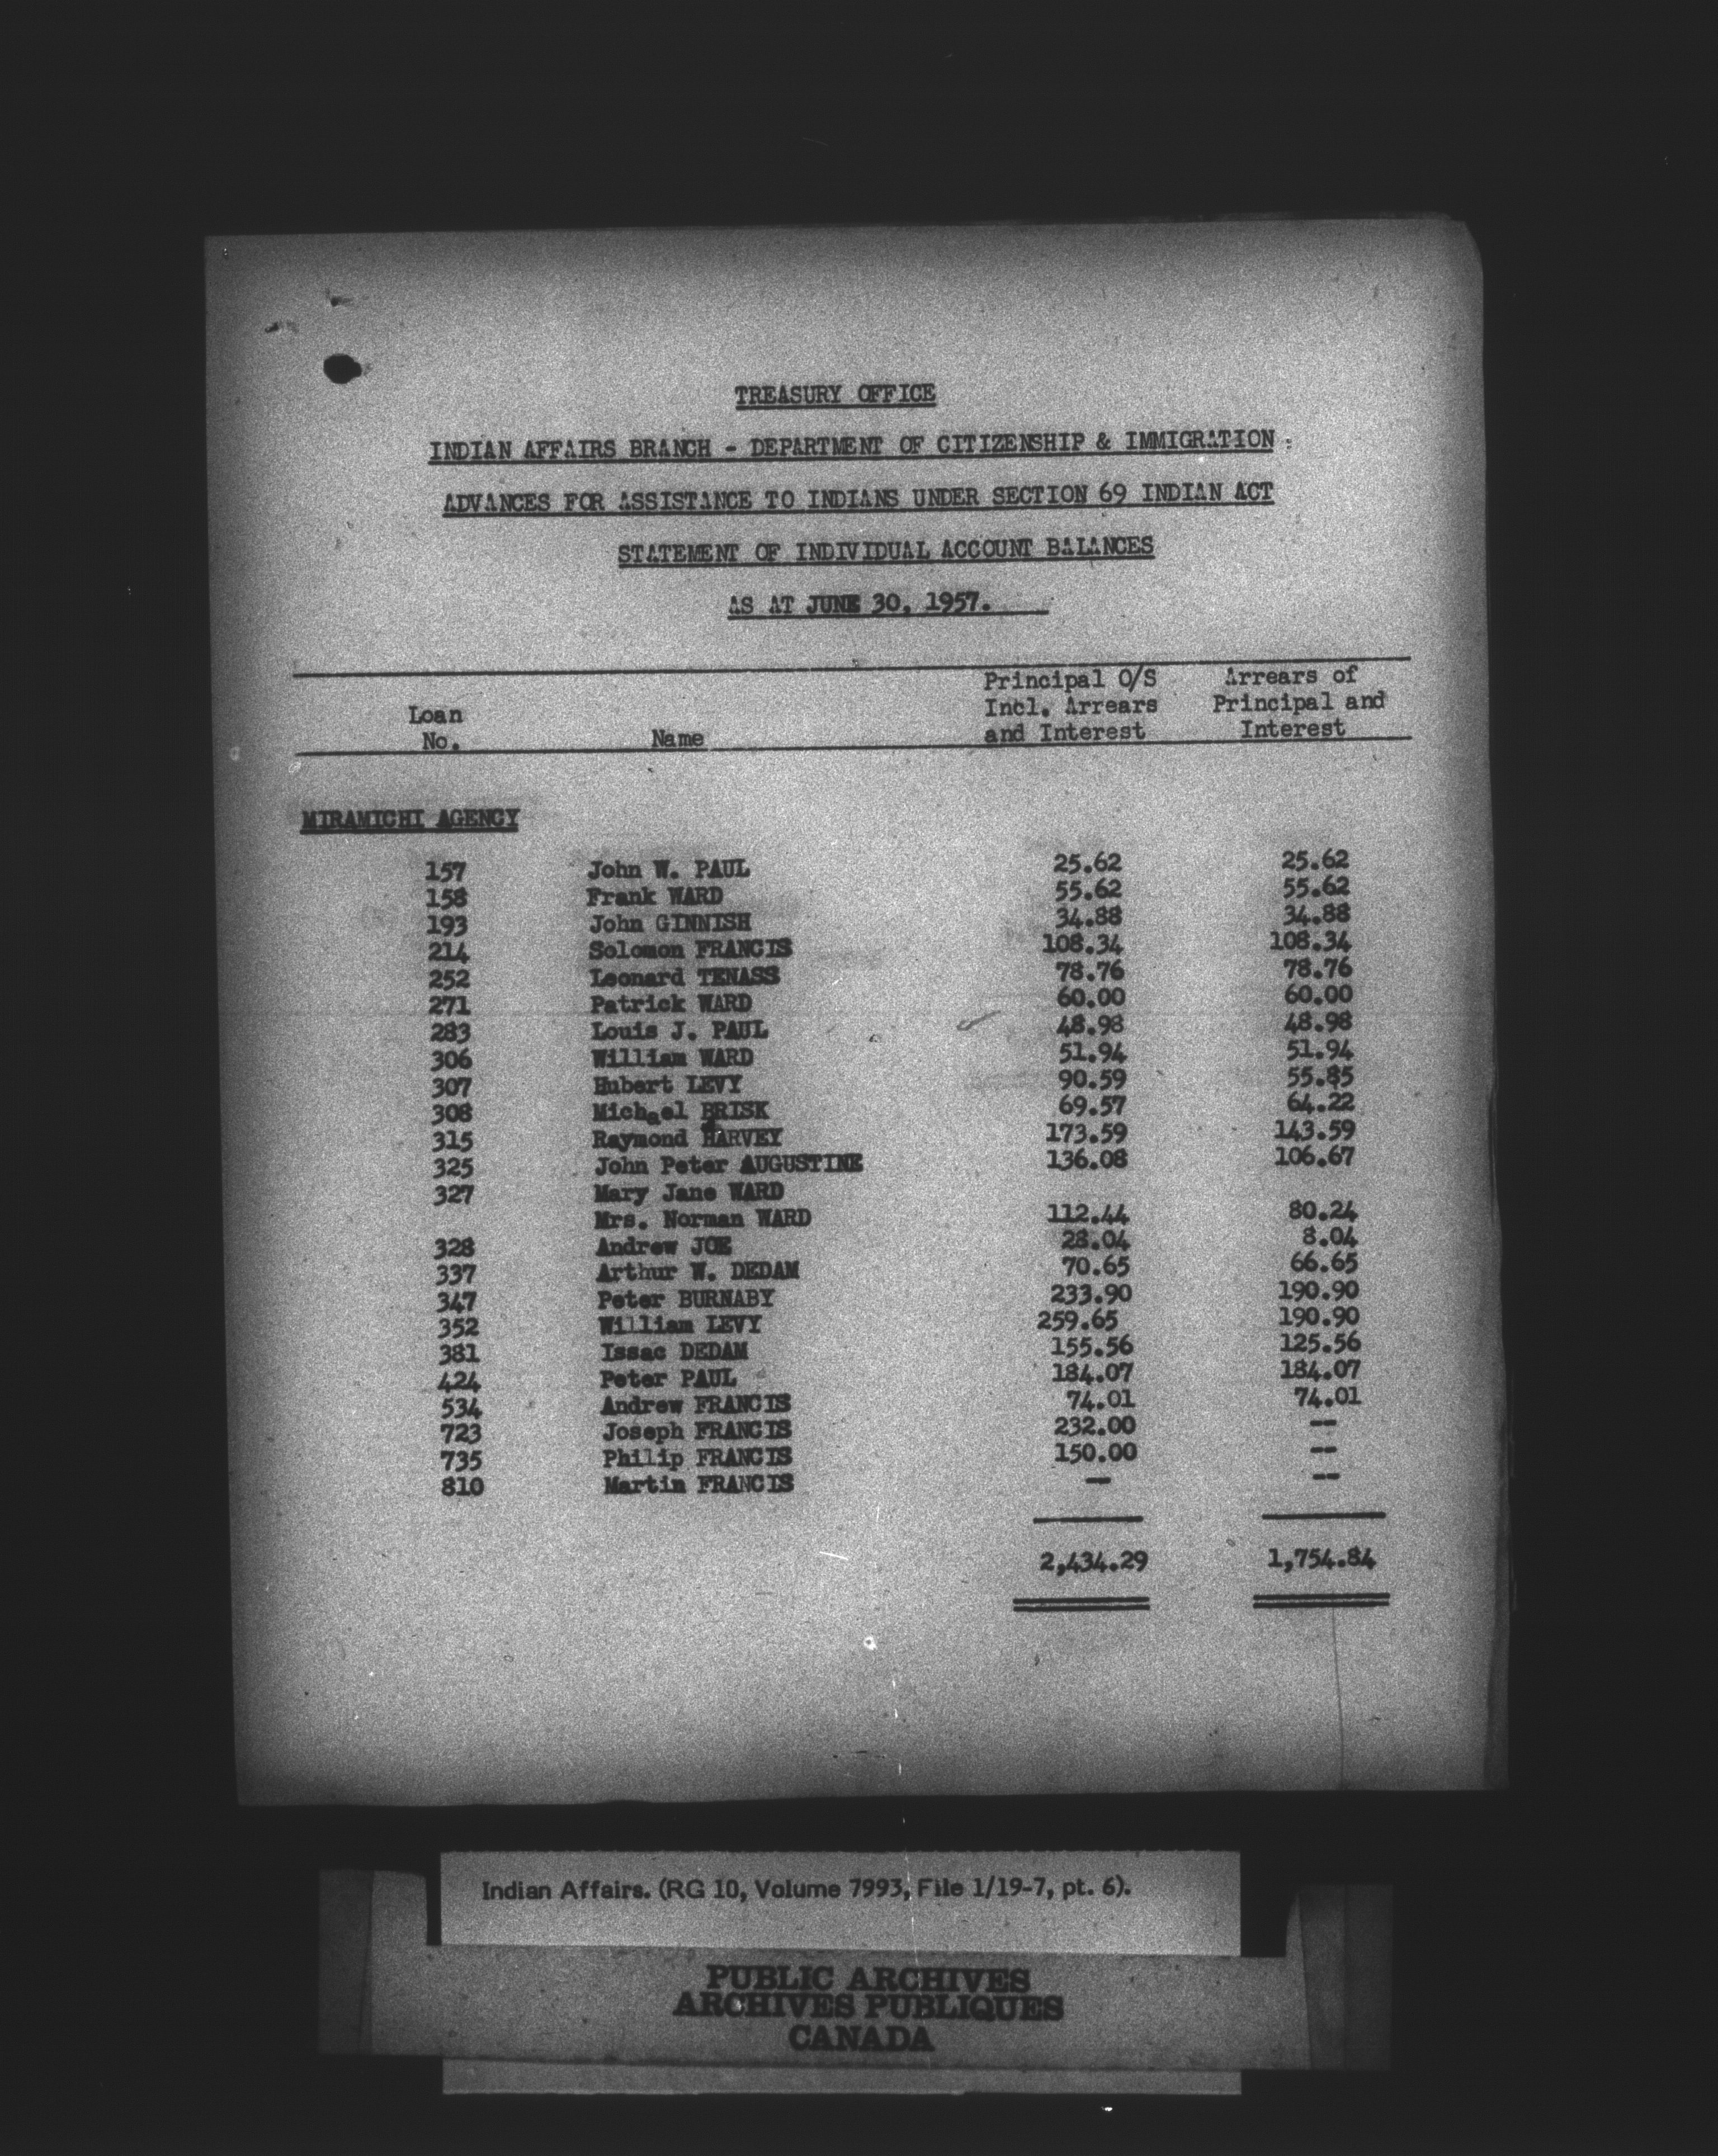 TREASURY OFFICE
INDIAN AFFAIRS BRANCH - DEPARTMENT OF CITIZENSHIP & IMMIGRATION
ADVANCES FOR ASSISTANCE TO INDIANS UNDER SECTION 69 INDIAN ACT
STATEMENT OF INDIVIDUAL ACCOUNT BALANCES
AS AT JUNE 30, 1957.
Loan No. Name Principal O/S Incl. Arrears and Interest Arrears of Principal and Interest
MIRAMICHI AGENCY
157 John W. PAUL 25.62 25.62
158 Frank WARD 55.62 55.62
193 John GINNISH 34.88 34.88
214 Solomon FRANCIS 108.34 108.34
252 Leonard TENASS 78.76 78.76
271 Patrick WARD 60.00 60.00
283 Louis J. PAUL 48.98 48.98
306 William WARD 51.94 51.94
307 Hubert LEVY 90.59 55.85
308 Michael BRISK 69.57 64.22
315 Raymond HARVEY 173.59 143.59
325 John Peter AUGUSTINE 136.08 106.67
327 Mary Jane WARD
Mrs. Norman WARD 112.44 80.24
328 Andrew JOE 28.04 8.04
337 Arthur W. DEDAM 70.65 66.65
347 Peter BURNABY 233.90 190.90
352 William LEVY 259.65 190.90
381 Issac DEDAM 155.56 125.56
424 Peter PAUL 184.07 184.07
534 Andrew FRANCIS 74.01 74.01
723 Joseph FRANCIS 232.00 --
735 Philip FRANCIS 150.00 --
810 Martin FRANCIS -- --
2,434.29 1,754.84
Indian Affairs. (RG 10, Volume 7993, File 1/19-7, pt. 6).
PUBLIC ARCHIVES
ARCHIVES PUBLIQUES
CANADA